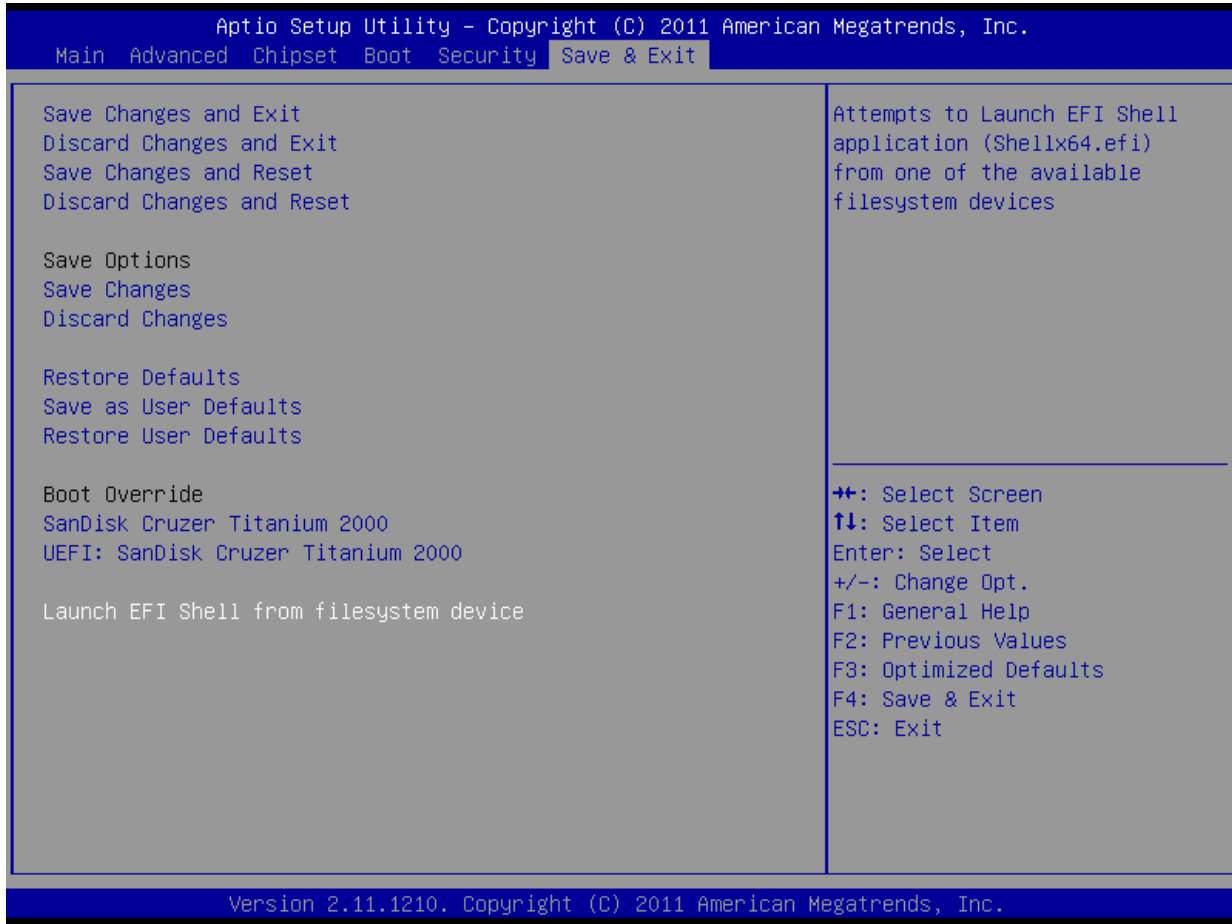 Aptio Setup Utility – Copyright (C) 2011 American Megatrends, Inc.
Main Advanced Chipset Boot Security Save & Exit
Save Changes and Exit
Discard Changes and Exit
Save Changes and Reset
Discard Changes and Reset
Save Options
Save Changes
Discard Changes
Restore Defaults
Save as User Defaults
Restore User Defaults
Boot Override
SanDisk Cruzer Titanium 2000
UEFI: SanDisk Cruzer Titanium 2000
Launch EFI Shell from filesystem device
Attempts to Launch EFI Shell
application (Shellx64.efi)
from one of the available
filesystem devices
→←: Select Screen
↑↓: Select Item
Enter: Select
+/-: Change Opt.
F1: General Help
F2: Previous Values
F3: Optimized Defaults
F4: Save & Exit
ESC: Exit
Version 2.11.1210. Copyright (C) 2011 American Megatrends, Inc.